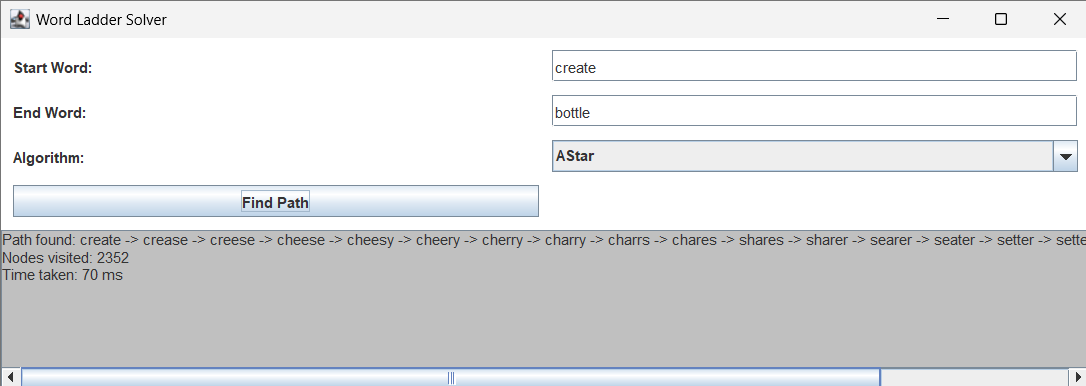 Word Ladder Solver
Start Word: create
End Word: bottle
Algorithm: AStar
Find Path
Path found: create -> crease -> creese -> cheese -> cheesy -> cheery -> cherry -> charry -> charrs -> chares -> shares -> sharer -> searer -> seater -> setter -> sette
Nodes visited: 2352
Time taken: 70 ms